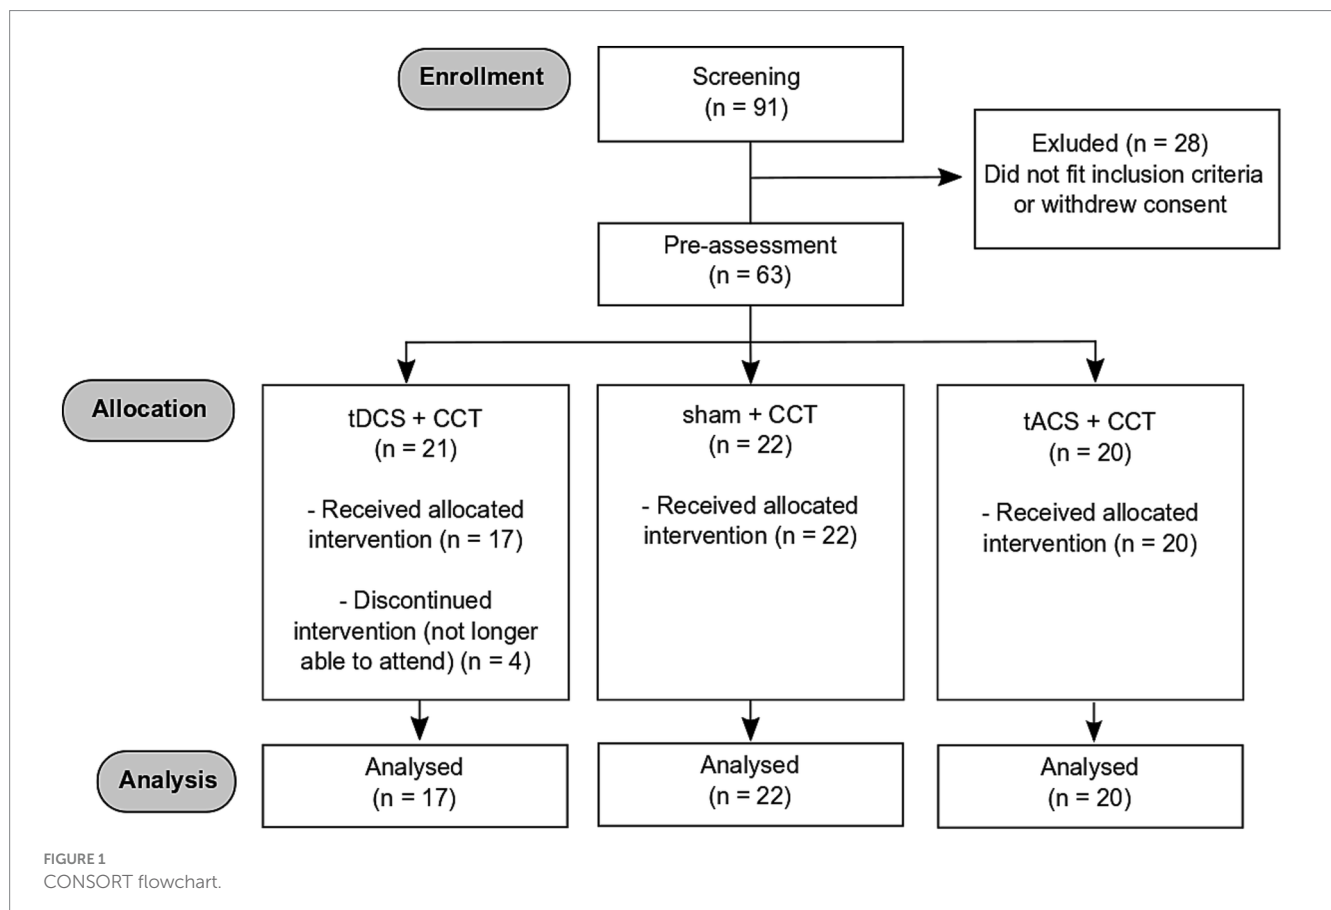 Enrollment
Screening
(n = 91)
Exluded (n = 28)
Did not fit inclusion criteria
or withdrew consent
Pre-assessment
(n = 63)
Allocation
tDCS + CCT
(n = 21)
- Received allocated
intervention (n = 17)
- Discontinued
intervention (not longer
able to attend) (n = 4)
sham + CCT
(n = 22)
- Received allocated
intervention (n = 22)
tACS + CCT
(n = 20)
- Received allocated
intervention (n = 20)
Analysis
Analysed
(n = 17)
Analysed
(n = 22)
Analysed
(n = 20)
FIGURE 1
CONSORT flowchart.